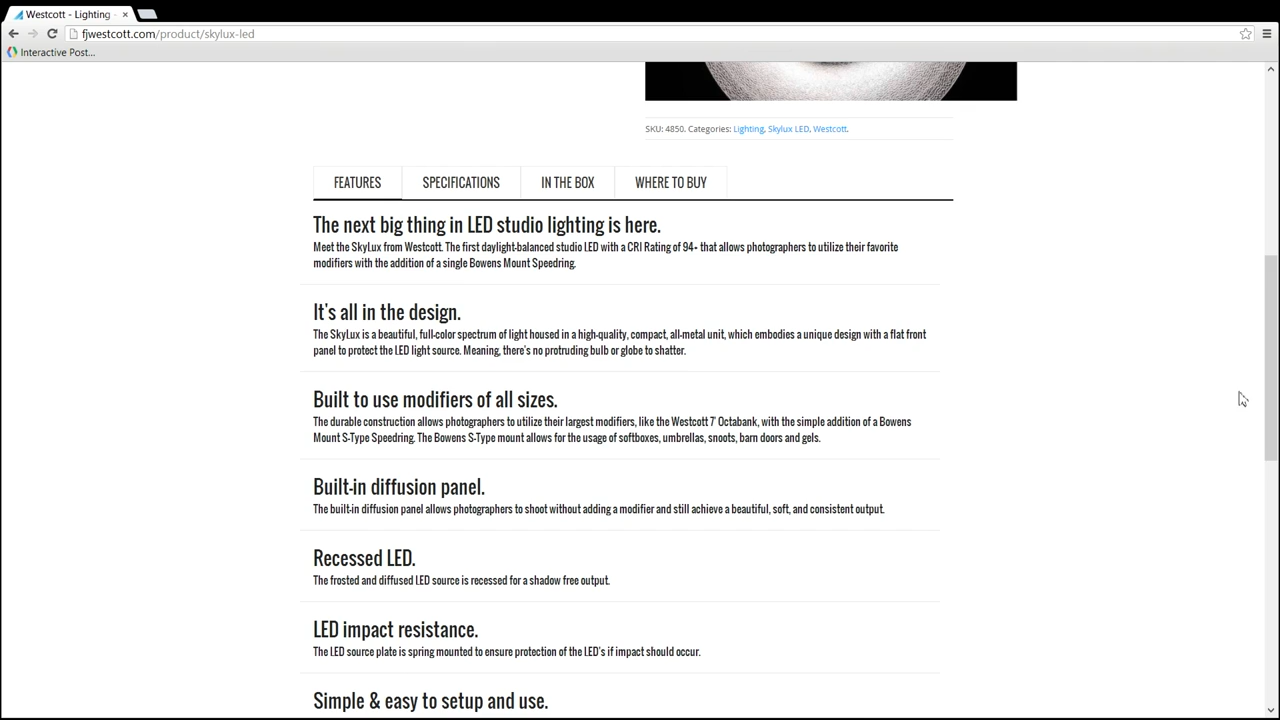 Westcott - Lighting -
fjwestcott.com/product/skylux-led
Interactive Post...
SKU: 4850. Categories: Lighting, Skylux LED, Westcott.
FEATURES SPECIFICATIONS IN THE BOX WHERE TO BUY
The next big thing in LED studio lighting is here.
Meet the SkyLux from Westcott. The first daylight-balanced studio LED with a CRI Rating of 94+ that allows photographers to utilize their favorite
modifiers with the addition of a single Bowens Mount Speedring.
It's all in the design.
The SkyLux is a beautiful, full-color spectrum of light housed in a high-quality, compact, all-metal unit, which embodies a unique design with a flat front
panel to protect the LED light source. Meaning, there's no protruding bulb or globe to shatter.
Built to use modifiers of all sizes.
The durable construction allows photographers to utilize their largest modifiers, like the Westcott 7' Octabank, with the simple addition of a Bowens
Mount S-Type Speedring. The Bowens S-Type mount allows for the usage of softboxes, umbrellas, snoots, barn doors and gels.
Built-in diffusion panel.
The built-in diffusion panel allows photographers to shoot without adding a modifier and still achieve a beautiful, soft, and consistent output.
Recessed LED.
The frosted and diffused LED source is recessed for a shadow free output.
LED impact resistance.
The LED source plate is spring mounted to ensure protection of the LED's if impact should occur.
Simple & easy to setup and use.